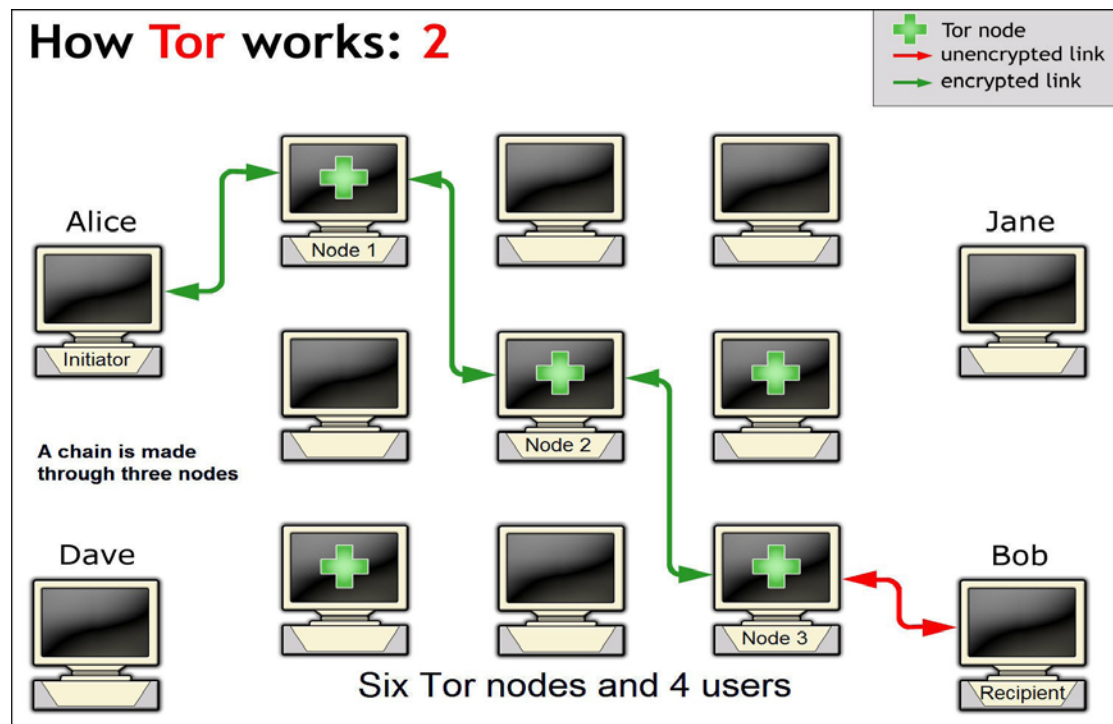 How Tor works: 2
Tor node
unencrypted link
encrypted link
Alice
Node 1
Jane
Initiator
Node 2
A chain is made
through three nodes
Dave
Bob
Node 3
Six Tor nodes and 4 users
Recipient